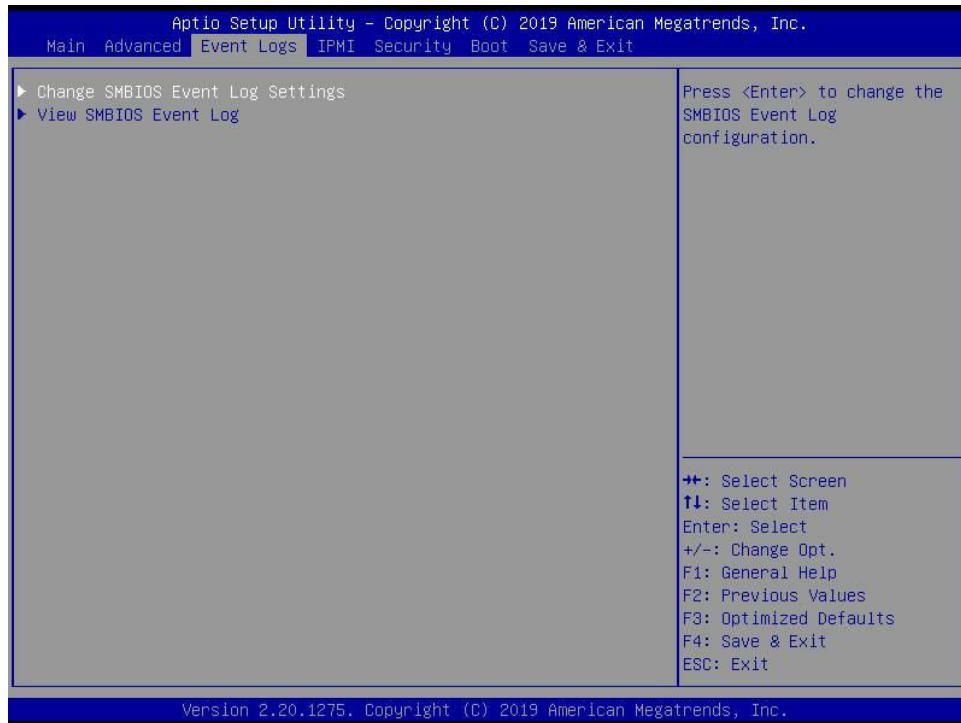 Aptio Setup Utility – Copyright (C) 2019 American Megatrends, Inc.
Main Advanced Event Logs IPMI Security Boot Save & Exit
▶ Change SMBIOS Event Log Settings
▶ View SMBIOS Event Log
Press <Enter> to change the
SMBIOS Event Log
configuration.
→←: Select Screen
↑↓: Select Item
Enter: Select
+/-: Change Opt.
F1: General Help
F2: Previous Values
F3: Optimized Defaults
F4: Save & Exit
ESC: Exit
Version 2.20.1275. Copyright (C) 2019 American Megatrends, Inc.